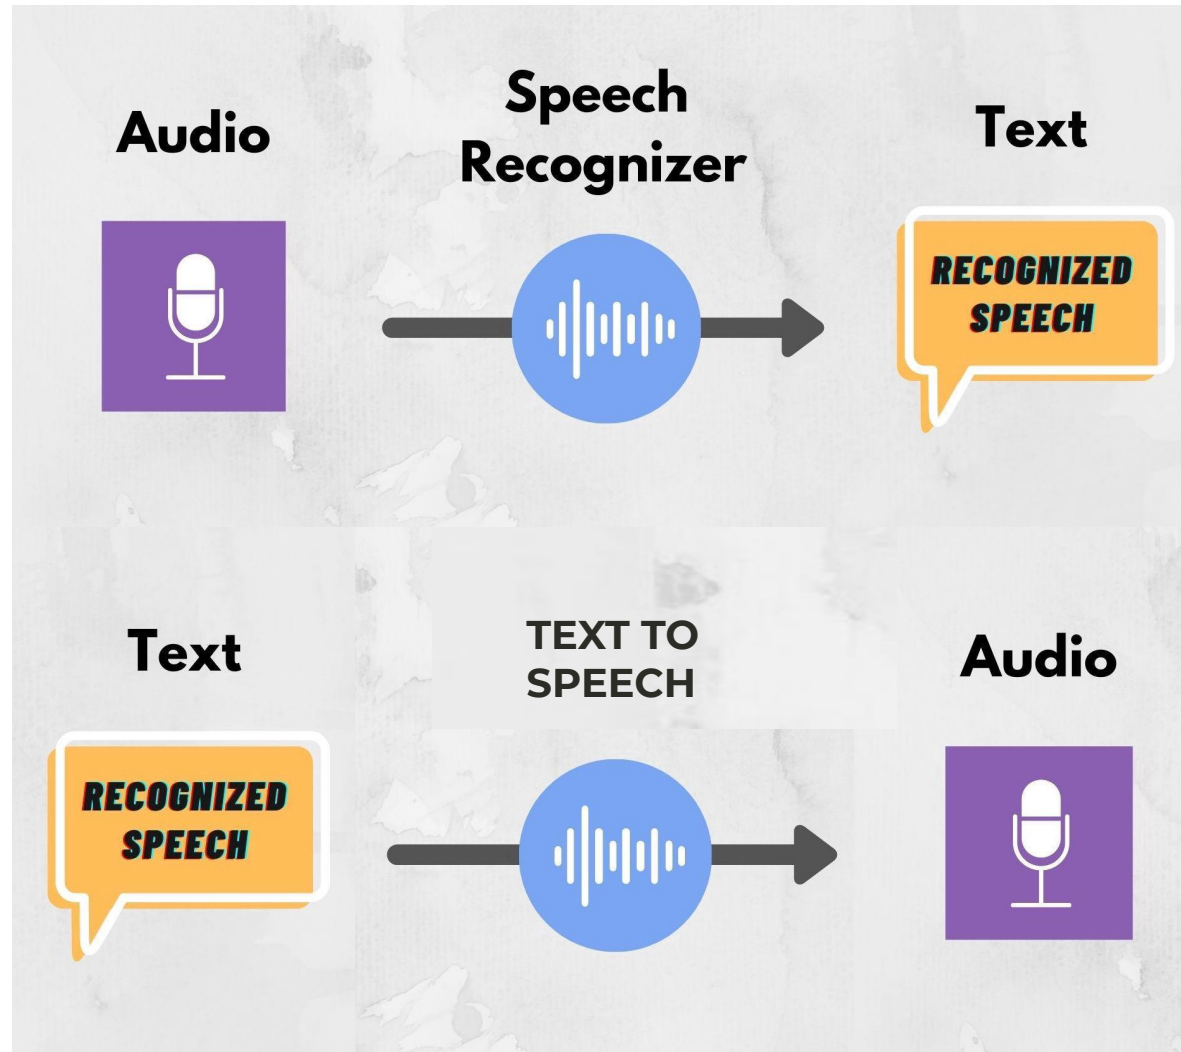 Audio
Speech
Recognizer
Text
RECOGNIZED
SPEECH
Text
TEXT TO
SPEECH
Audio
RECOGNIZED
SPEECH